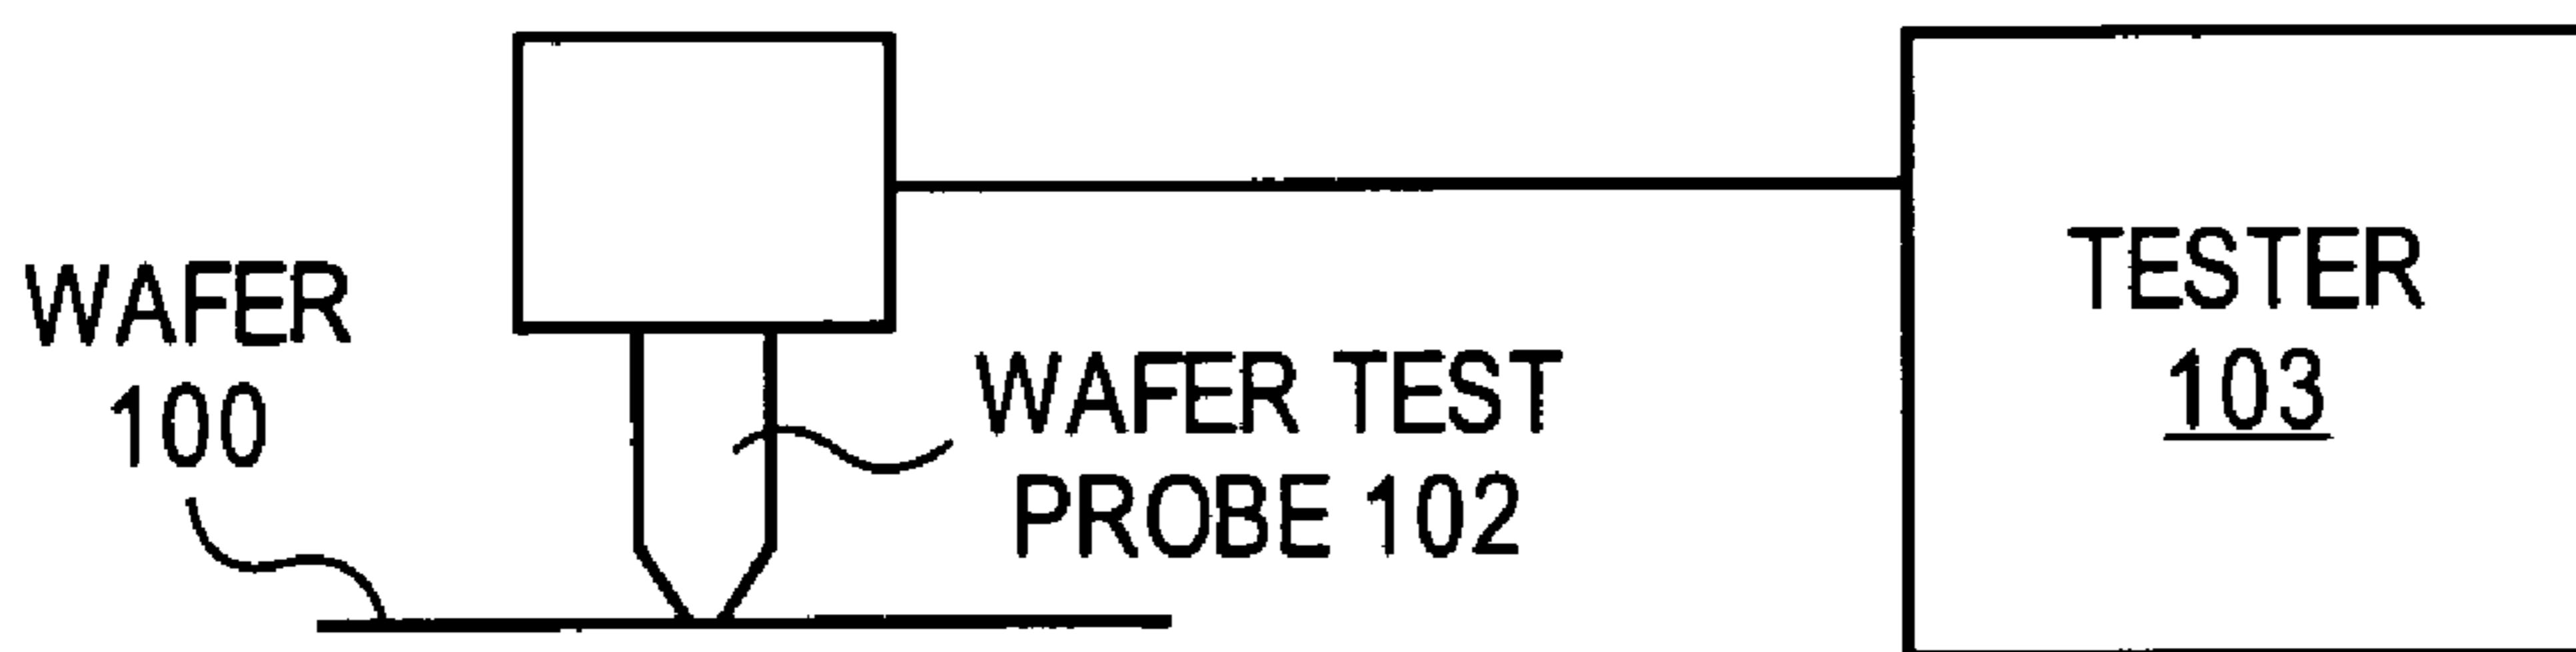 WAFER
100
WAFER TEST
PROBE 102
TESTER
103